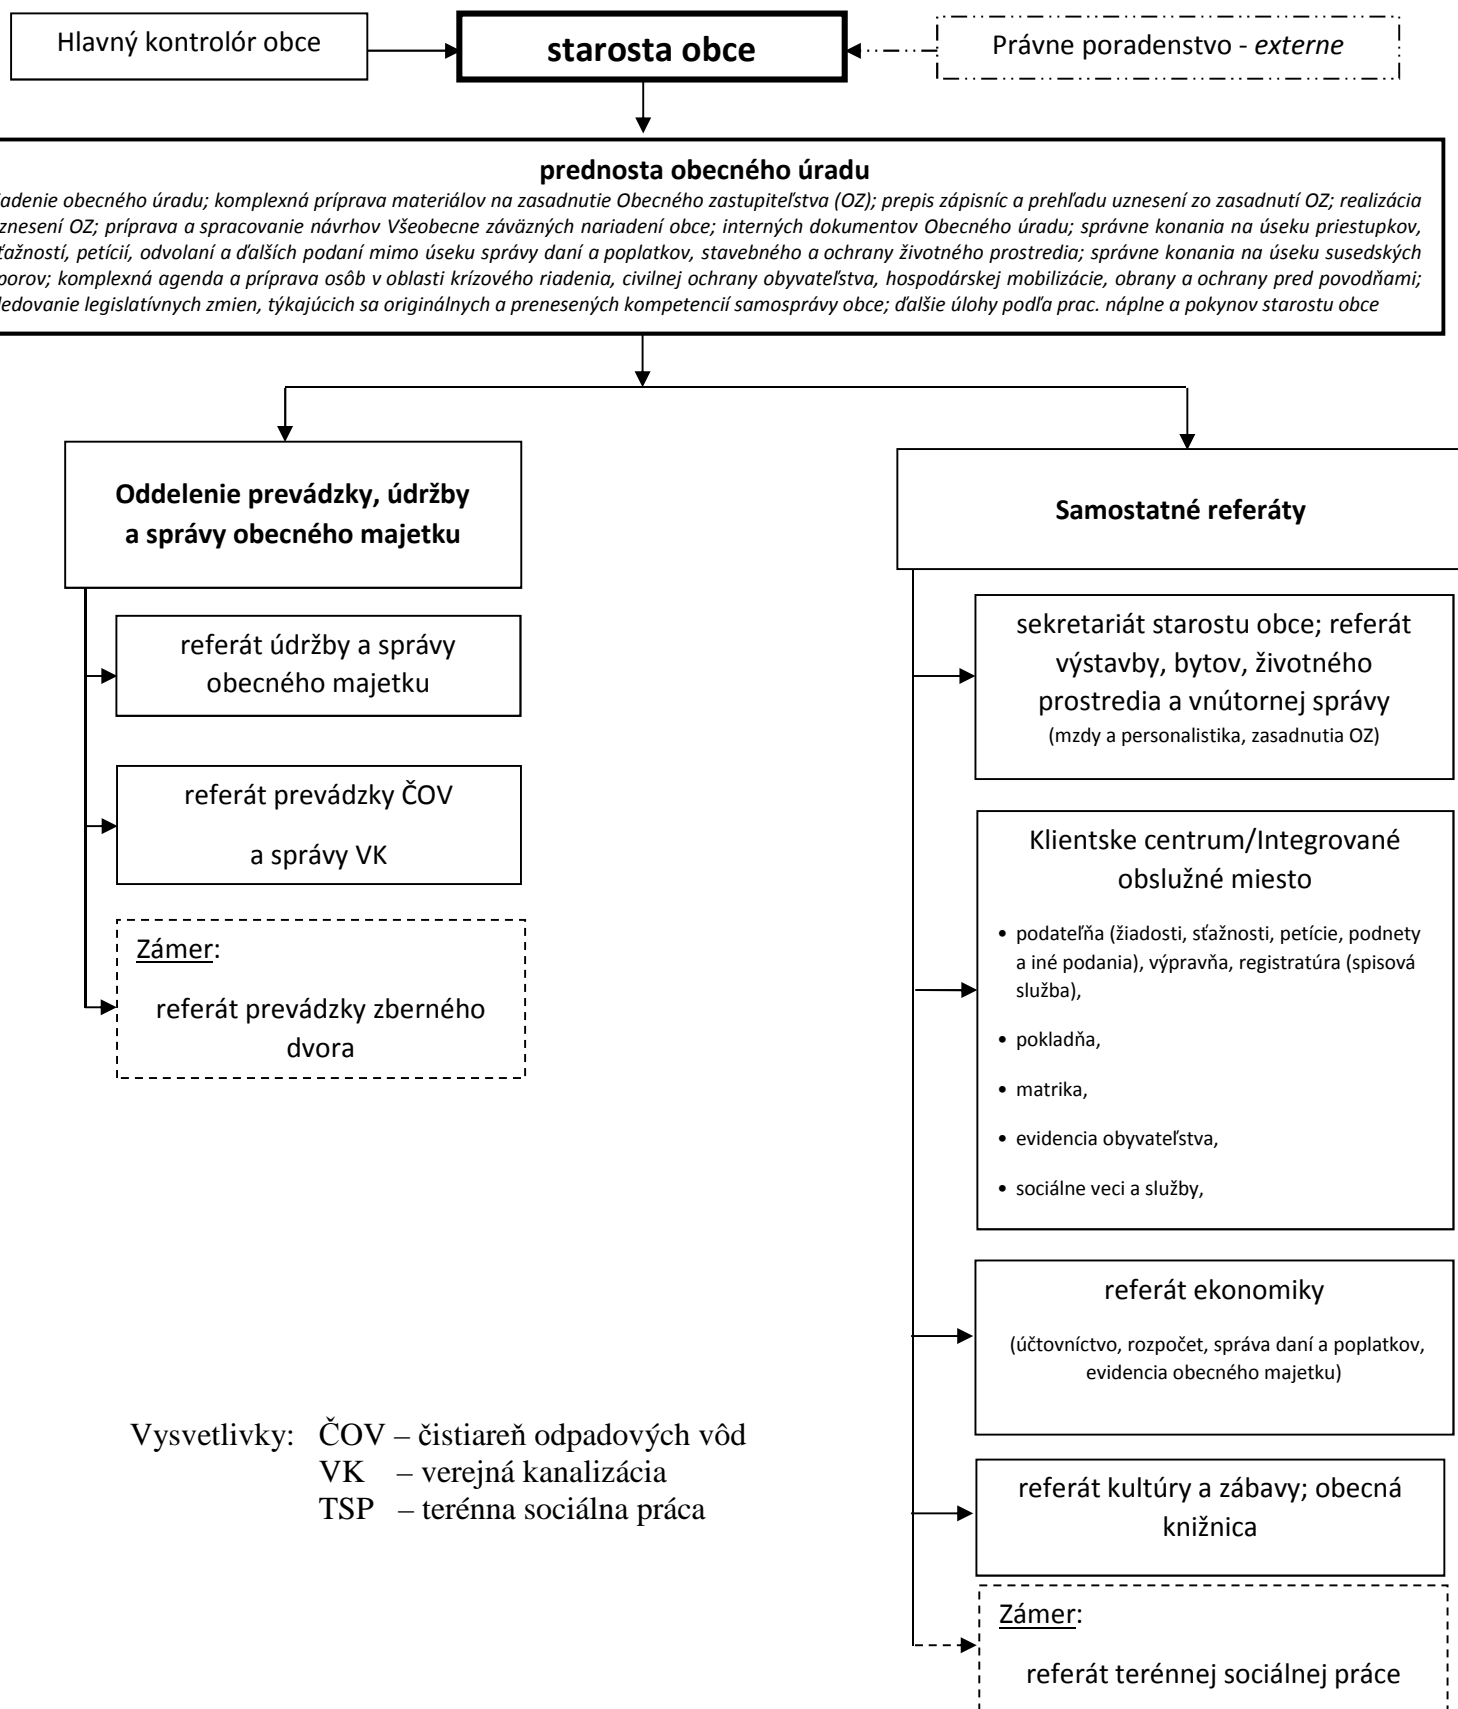 Hlavný kontrolór obce
starosta obce
Právne poradenstvo - externe
prednosta obecného úradu
obecného úradu; komplexná príprava materiálov na zasadnutie Obecného zastupiteľstva (OZ); prepis zápisníc a prehľadu uznesení zo zasadnutí OZ; realizácia
OZ; príprava a spracovanie návrhov Všeobecne záväzných nariadení obce; interných dokumentov Obecného úradu; správne konania na úseku priestupkov,
petícií, odvolaní a ďalších podaní mimo úseku správy daní a poplatkov, stavebného a ochrany životného prostredia; správne konania na úseku susedských
komplexná agenda a príprava osôb v oblasti krízového riadenia, civilnej ochrany obyvateľstva, hospodárskej mobilizácie, obrany a ochrany pred povodňami;
legislatívnych zmien, týkajúcich sa originálnych a prenesených kompetencií samosprávy obce; ďalšie úlohy podľa prac. náplne a pokynov starostu obce
Oddelenie prevádzky, údržby
a správy obecného majetku
referát údržby a správy
obecného majetku
referát prevádzky ČOV
a správy VK
Zámer:
referát prevádzky zberného
dvora
Samostatné referáty
sekretariát starostu obce; referát
výstavby, bytov, životného
prostredia a vnútornej správy
(mzdy a personalistika, zasadnutia OZ)
Klientske centrum/Integrované
obslužné miesto
• podateľňa (žiadosti, sťažnosti, petície, podnety
a iné podania), výpravňa, registratúra (spisová
služba),
• pokladňa,
• matrika,
• evidencia obyvateľstva,
• sociálne veci a služby,
referát ekonomiky
(účtovníctvo, rozpočet, správa daní a poplatkov,
evidencia obecného majetku)
referát kultúry a zábavy; obecná
knižnica
Zámer:
referát terénnej sociálnej práce
Vysvetlivky: ČOV – čistiareň odpadových vôd
VK – verejná kanalizácia
TSP – terénna sociálna práca